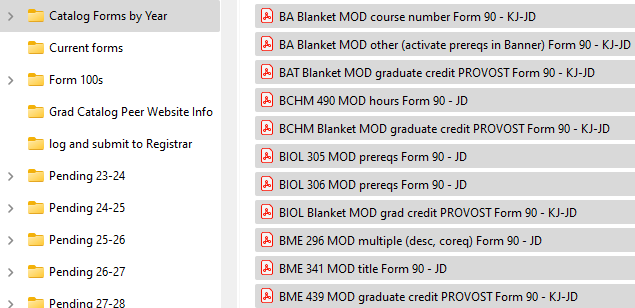 Catalog Forms by Year
Current forms
Form 100s
Grad Catalog Peer Website Info
log and submit to Registrar
Pending 23-24
Pending 24-25
Pending 25-26
Pending 26-27
Pending 27-28
BA Blanket MOD course number Form 90 - KJ-JD
BA Blanket MOD other (activate prereqs in Banner) Form 90 - KJ-JD
BAT Blanket MOD graduate credit PROVOST Form 90 - KJ-JD
BCHM 490 MOD hours Form 90 - JD
BCHM Blanket MOD graduate credit PROVOST Form 90 - KJ-JD
BIOL 305 MOD prereqs Form 90 - JD
BIOL 306 MOD prereqs Form 90 - JD
BIOL Blanket MOD grad credit PROVOST Form 90 - KJ-JD
BME 296 MOD multiple (desc, coreq) Form 90 - JD
BME 341 MOD title Form 90 - JD
BME 439 MOD graduate credit PROVOST Form 90 - KJ-JD